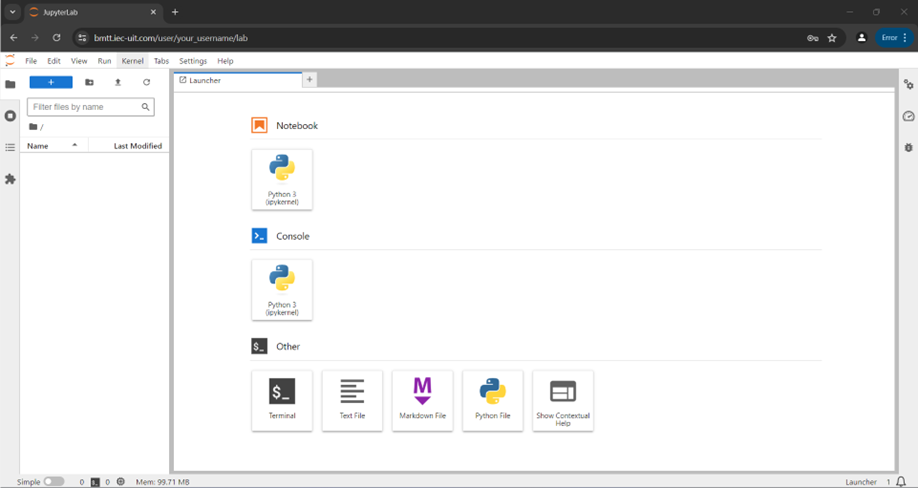 JupyterLab
bmtt.iec-uit.com/user/your_username/lab
Error
File Edit View Run Kernel Tabs Settings Help
+
Launcher
+
Filter files by name
/
Name Last Modified
Notebook
Python 3
(ipykernel)
Console
Python 3
(ipykernel)
$_ Other
$_
M
Terminal
Text File
Markdown File
Python File
Show Contextual
Help
Simple 0 0 Mem: 99.71 MB Launcher 1